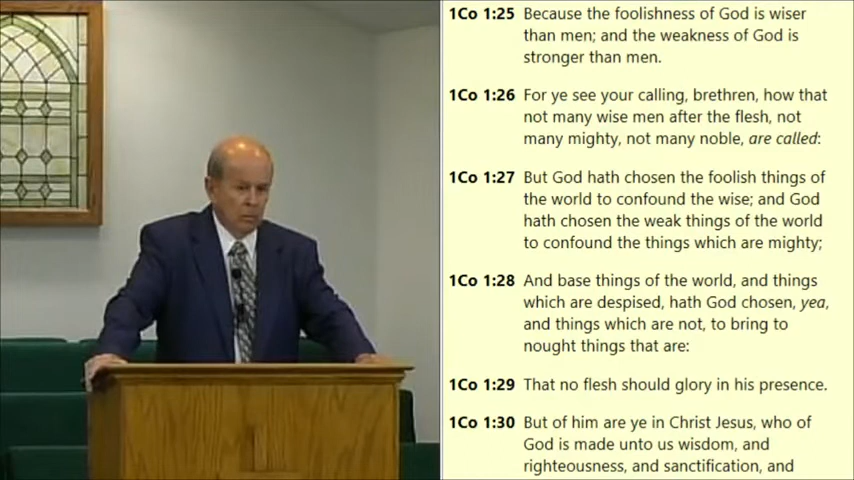 1Co 1:25 Because the foolishness of God is wiser
than men; and the weakness of God is
stronger than men.
1Co 1:26 For ye see your calling, brethren, how that
not many wise men after the flesh, not
many mighty, not many noble, are called:
1Co 1:27 But God hath chosen the foolish things of
the world to confound the wise; and God
hath chosen the weak things of the world
to confound the things which are mighty;
1Co 1:28 And base things of the world, and things
which are despised, hath God chosen, yea,
and things which are not, to bring to
nought things that are:
1Co 1:29 That no flesh should glory in his presence.
1Co 1:30 But of him are ye in Christ Jesus, who of
God is made unto us wisdom, and
righteousness, and sanctification, and